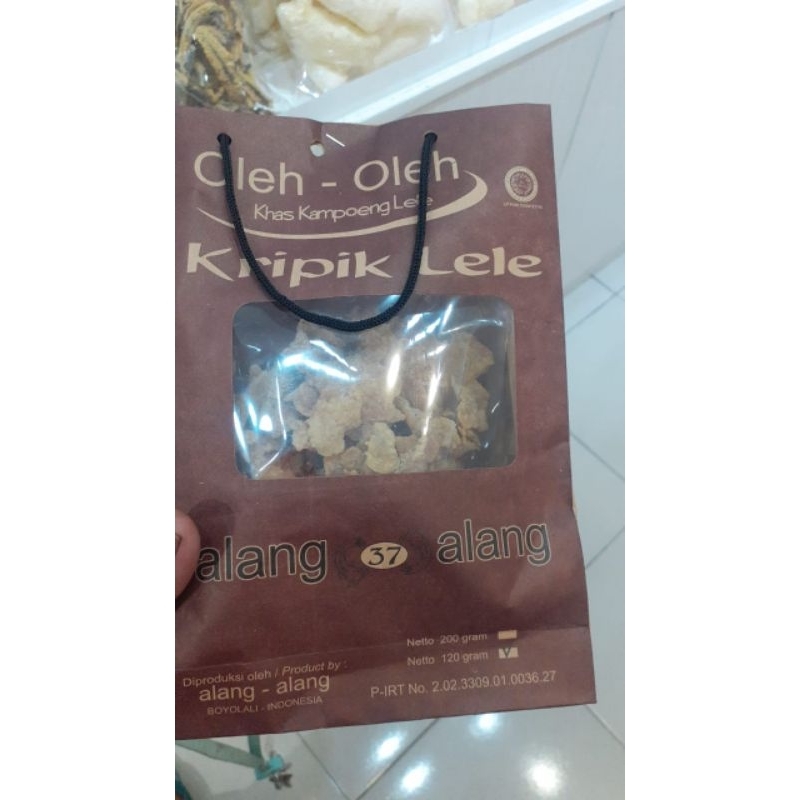 Oleh - Oleh
Khas Kampoeng Lele
Kripik Lele
alang 37 alang
Netto 200 gram
Netto 120 gram V
Diproduksi oleh / Product by :
alang - alang
BOYOLALI - INDONESIA
P-IRT No. 2.02.3309.01.0036.27